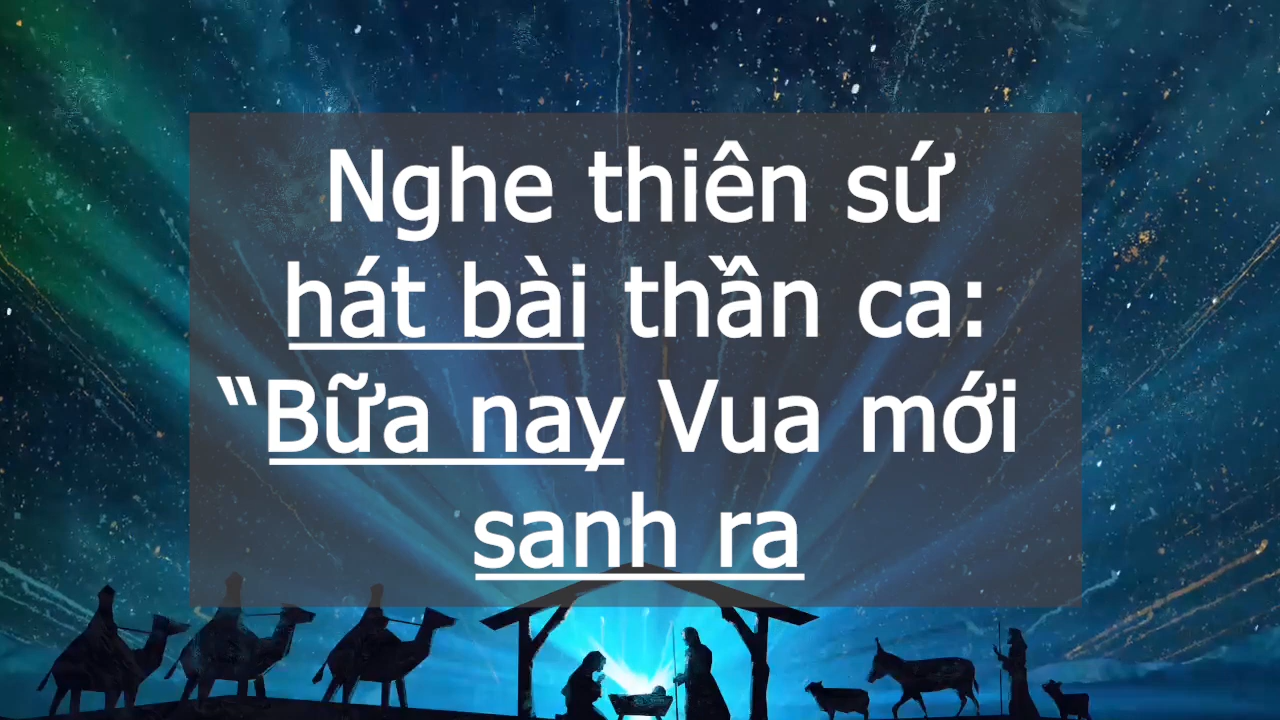 Nghe thiên sứ
hát bài thần ca:
“Bữa nay Vua mới
sanh ra